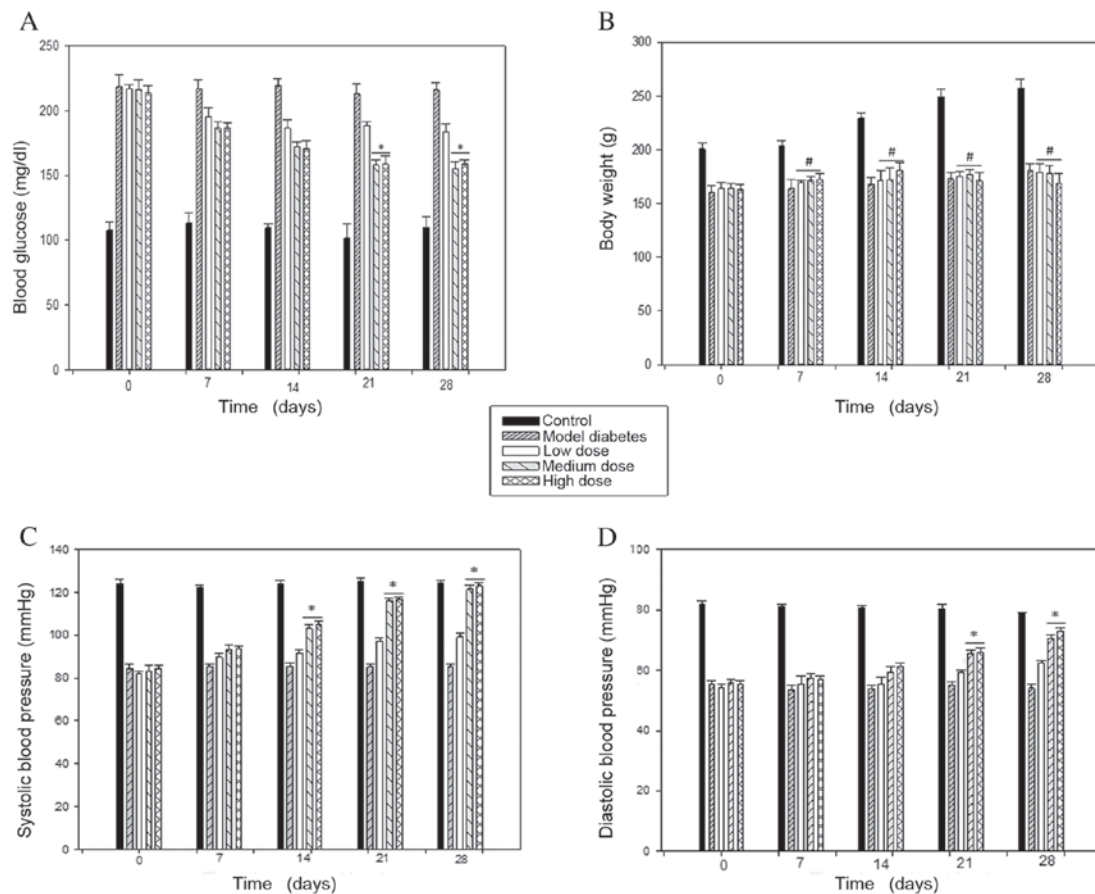 A
Blood glucose (mg/dl)
250
200
150
100
50
0
* *
0 7 14 21 28
Time (days)
B
Body weight (g)
300
250
200
150
100
50
0
# # # #
0 7 14 21 28
Time (days)
Control
Model diabetes
Low dose
Medium dose
High dose
C
Systolic blood pressure (mmHg)
140
120
100
80
60
40
20
0
* * *
0 7 14 21 28
Time (days)
D
Diastolic blood pressure (mmHg)
100
80
60
40
20
0
* *
0 7 14 21 28
Time (days)